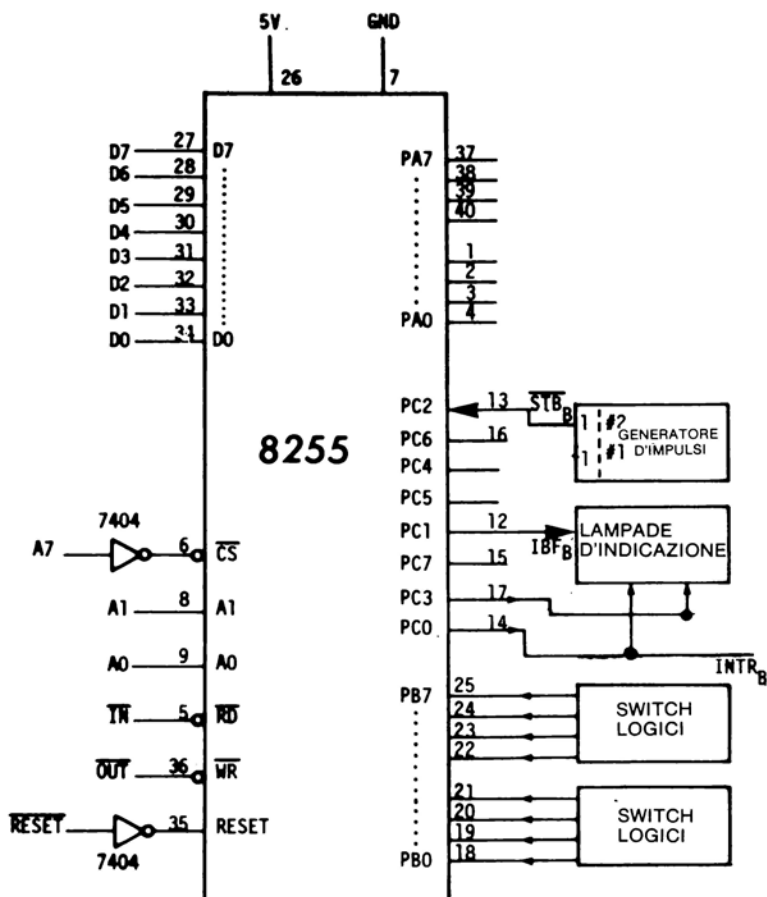 5V GND
26 7
D7 27 D7
D6 28
D5 29
D4 30
D3 31
D2 32
D1 33
D0 34 D0
PA7 37
38
39
40
1
2
3
PA0 4
8255
PC2 13 STB B
PC6 16
PC4
PC5
PC1 12 IBF B
PC7 15
PC3 17
PC0 14
INTR B
1 #2
1 #1
GENERATORE
D'IMPULSI
LAMPADE
D'INDICAZIONE
7404
A7 6 CS
A1 8 A1
A0 9 A0
IN 5 RD
OUT 36 WR
RESET 35 RESET
7404
PB7 25
24
23
22
SWITCH
LOGICI
21
20
19
PB0 18
SWITCH
LOGICI